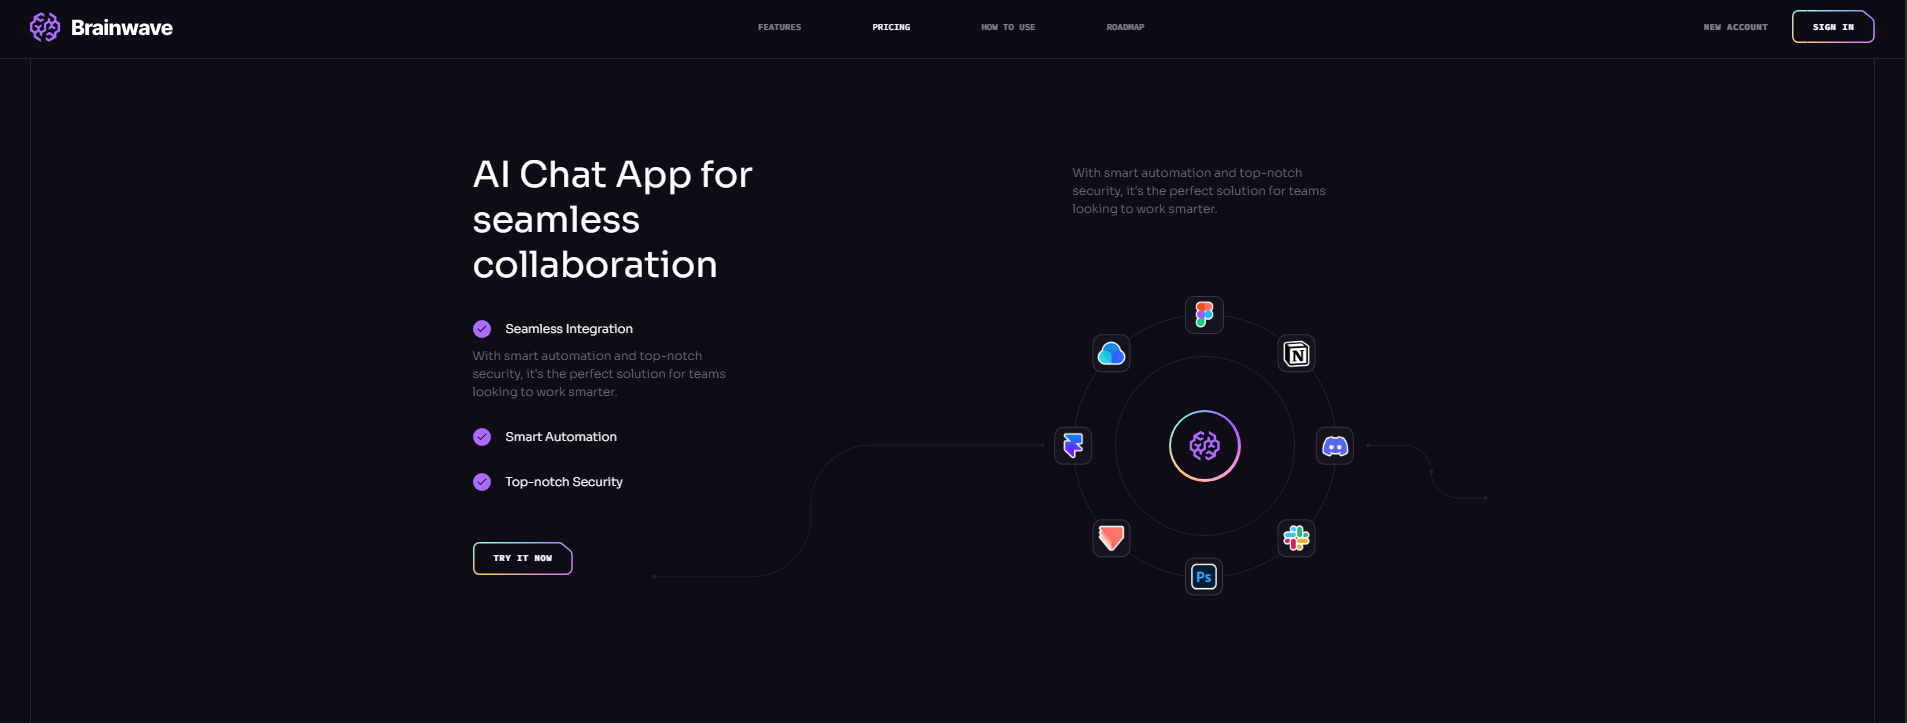 Brainwave
FEATURES
PRICING
HOW TO USE
ROADMAP
NEW ACCOUNT
SIGN IN
AI Chat App for
seamless
collaboration
Seamless Integration
With smart automation and top-notch
security, it's the perfect solution for teams
looking to work smarter.
Smart Automation
Top-notch Security
TRY IT NOW
With smart automation and top-notch
security, it's the perfect solution for teams
looking to work smarter.
N
Ps